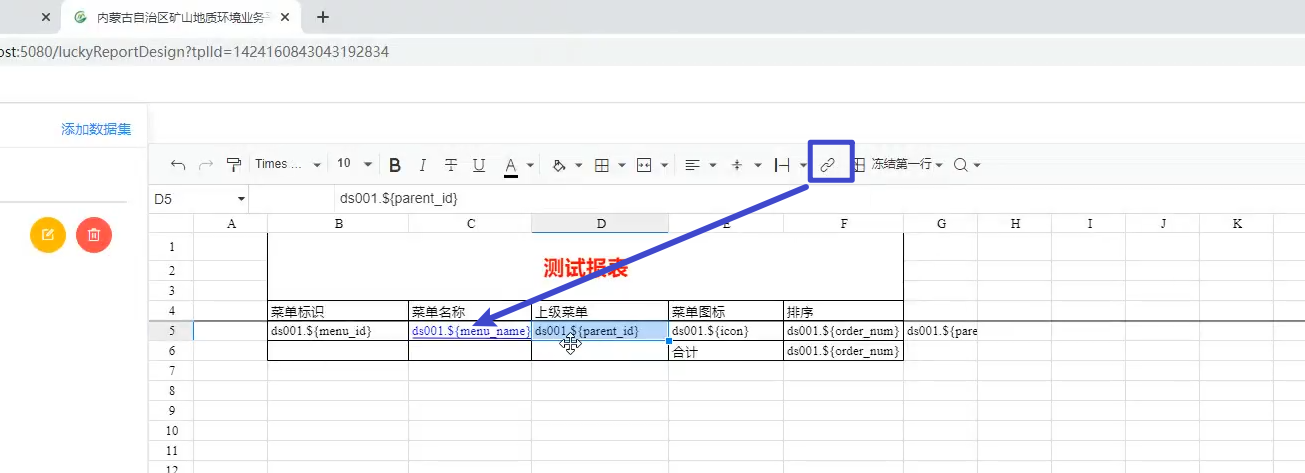 内蒙古自治区矿山地质环境业务
ost:5080/luckyReportDesign?tplId=1424160843043192834
添加数据集
Times ... 10 B I T U A 冻结第一行
D5 ds001.${parent_id}
A B C D E F G H I J K
1
2 测试报表
3
4 菜单标识 菜单名称 上级菜单 菜单图标 排序
5 ds001.${menu_id} ds001.${menu_name} ds001.${parent_id} ds001.${icon} ds001.${order_num} ds001.${pare
6 合计 ds001.${order_num}
7
8
9
10
11
12